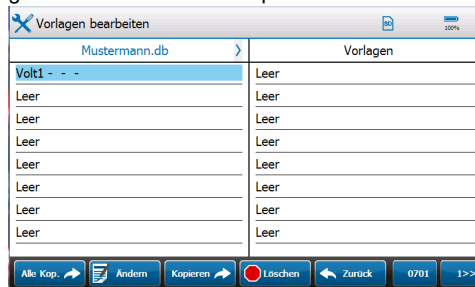 Vorlagen bearbeiten
100%
Mustermann.db > Vorlagen
Volt1 - - - Leer
Leer Leer
Leer Leer
Leer Leer
Leer Leer
Leer Leer
Leer Leer
Leer Leer
Alle Kop. Ändern Kopieren Löschen Zurück 0701 1>>